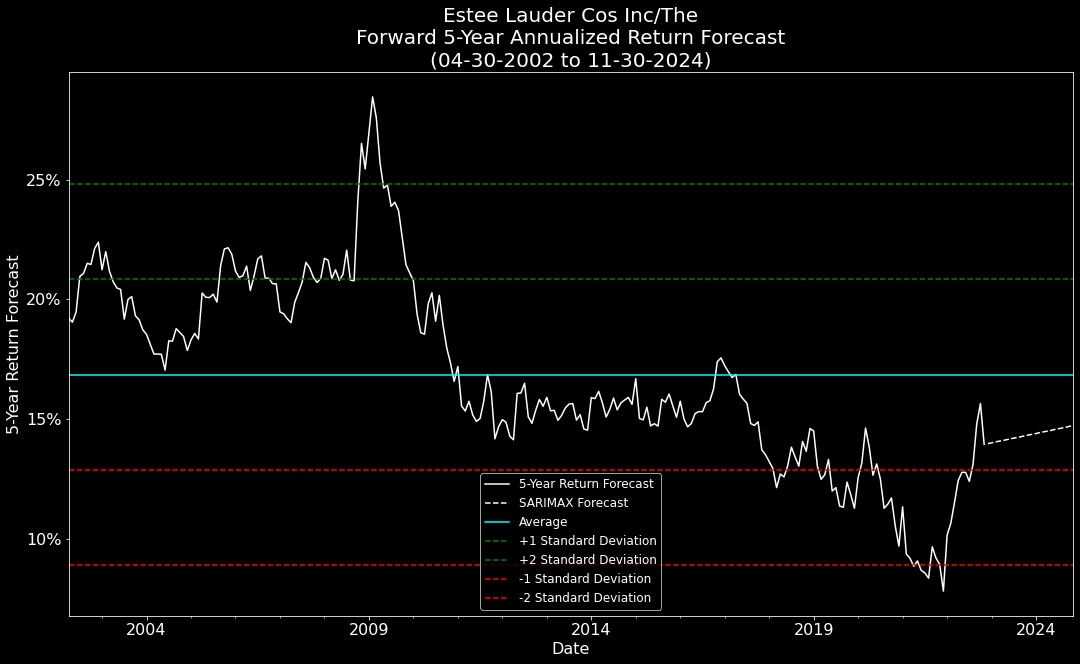 Estee Lauder Cos Inc/The
Forward 5-Year Annualized Return Forecast
(04-30-2002 to 11-30-2024)
5-Year Return Forecast
25%
20%
15%
10%
5-Year Return Forecast
SARIMAX Forecast
Average
+1 Standard Deviation
+2 Standard Deviation
-1 Standard Deviation
-2 Standard Deviation
2004 2009 2014 2019 2024
Date